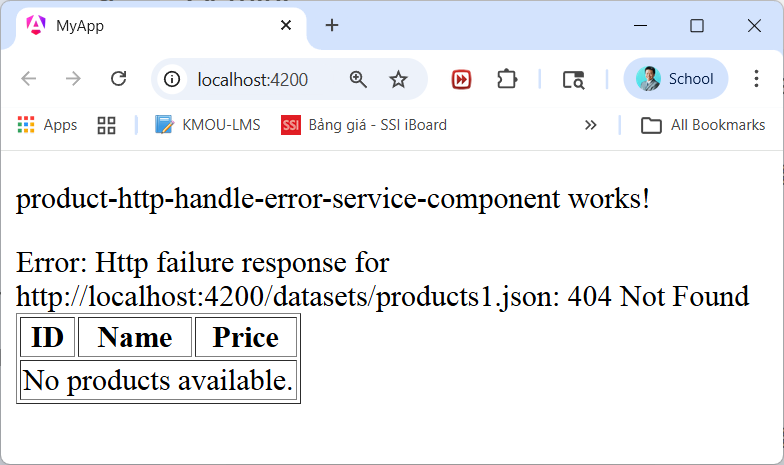 MyApp
localhost:4200
School
Apps
KMOU-LMS
SSI
Bảng giá - SSI iBoard
All Bookmarks
product-http-handle-error-service-component works!
Error: Http failure response for
http://localhost:4200/datasets/products1.json: 404 Not Found
ID Name Price
No products available.